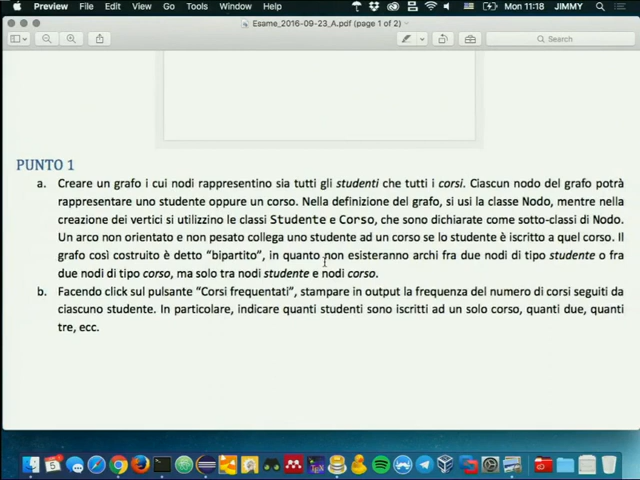 Preview File Edit View Go Tools Window Help Mon 11:18 JIMMY
Esame_2016-09-23_A.pdf (page 1 of 2)
Search
PUNTO 1
a. Creare un grafo i cui nodi rappresentino sia tutti gli studenti che tutti i corsi. Ciascun nodo del grafo potrà
rappresentare uno studente oppure un corso. Nella definizione del grafo, si usi la classe Nodo, mentre nella
creazione dei vertici si utilizzino le classi Studente e Corso, che sono dichiarate come sotto-classi di Nodo.
Un arco non orientato e non pesato collega uno studente ad un corso se lo studente è iscritto a quel corso. Il
grafo così costruito è detto "bipartito", in quanto non esisteranno archi fra due nodi di tipo studente o fra
due nodi di tipo corso, ma solo tra nodi studente e nodi corso.
b. Facendo click sul pulsante "Corsi frequentati", stampare in output la frequenza del numero di corsi seguiti da
ciascuno studente. In particolare, indicare quanti studenti sono iscritti ad un solo corso, quanti due, quanti
tre, ecc.